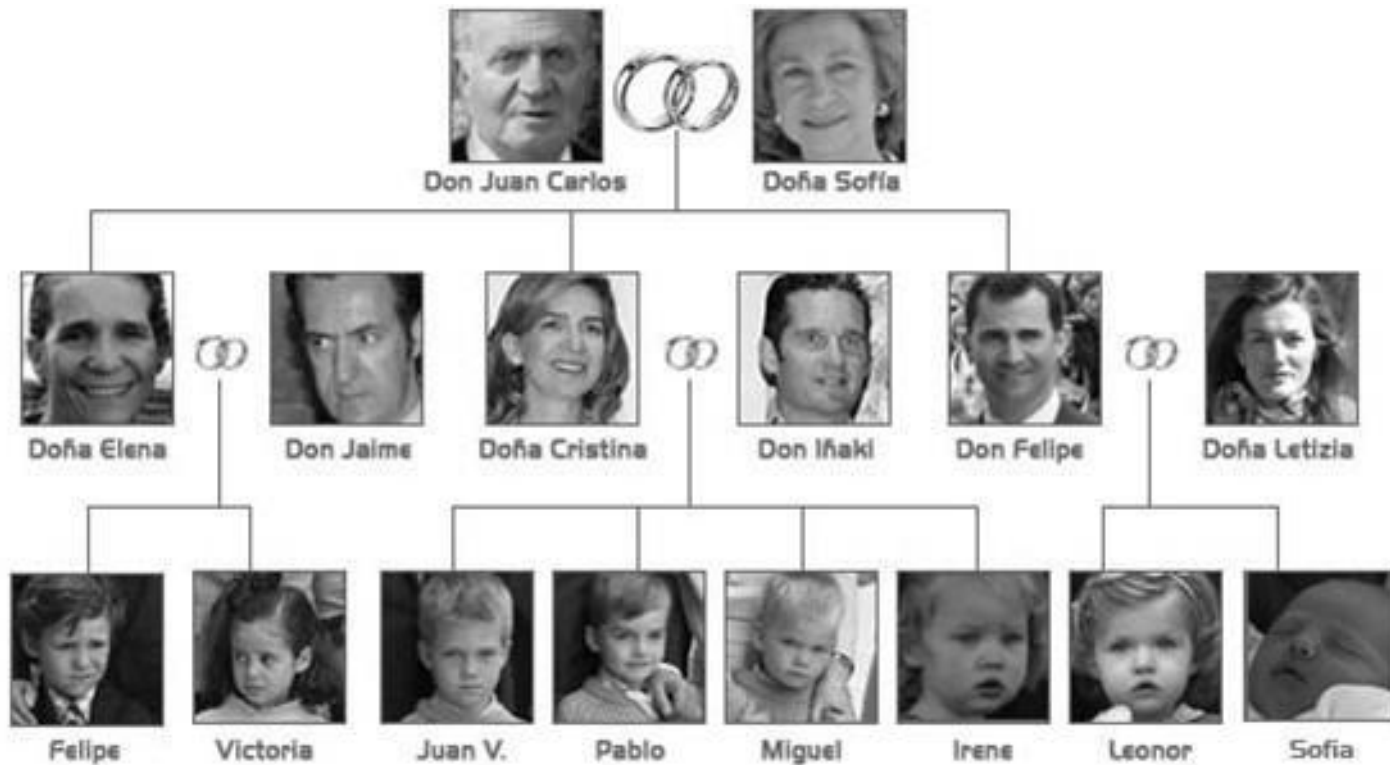 Don Juan Carlos
Doña Sofía
Doña Elena
Don Jaime
Doña Cristina
Don Iñaki
Don Felipe
Doña Letizia
Felipe
Victoria
Juan V.
Pablo
Miguel
Irene
Leonor
Sofia